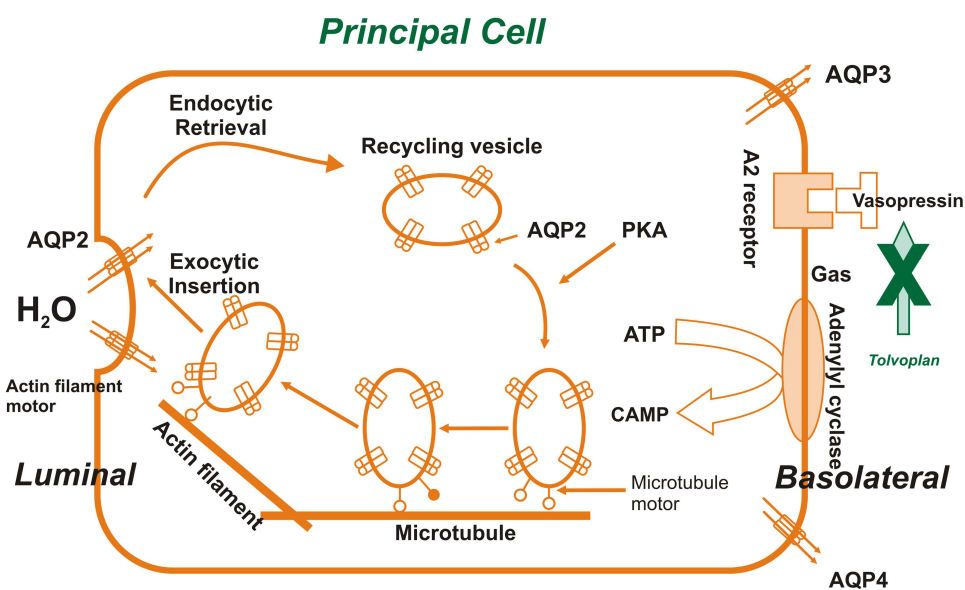 Principal Cell
AQP3
Endocytic
Retrieval
Recycling vesicle
A2 receptor
Vasopressin
AQP2
AQP2
PKA
Exocytic
Insertion
Gas
H₂O
ATP
Adenylyl cyclase
Tolvoplan
Actin filament
motor
CAMP
Actin filament
Luminal
Basolateral
Microtubule
motor
Microtubule
AQP4